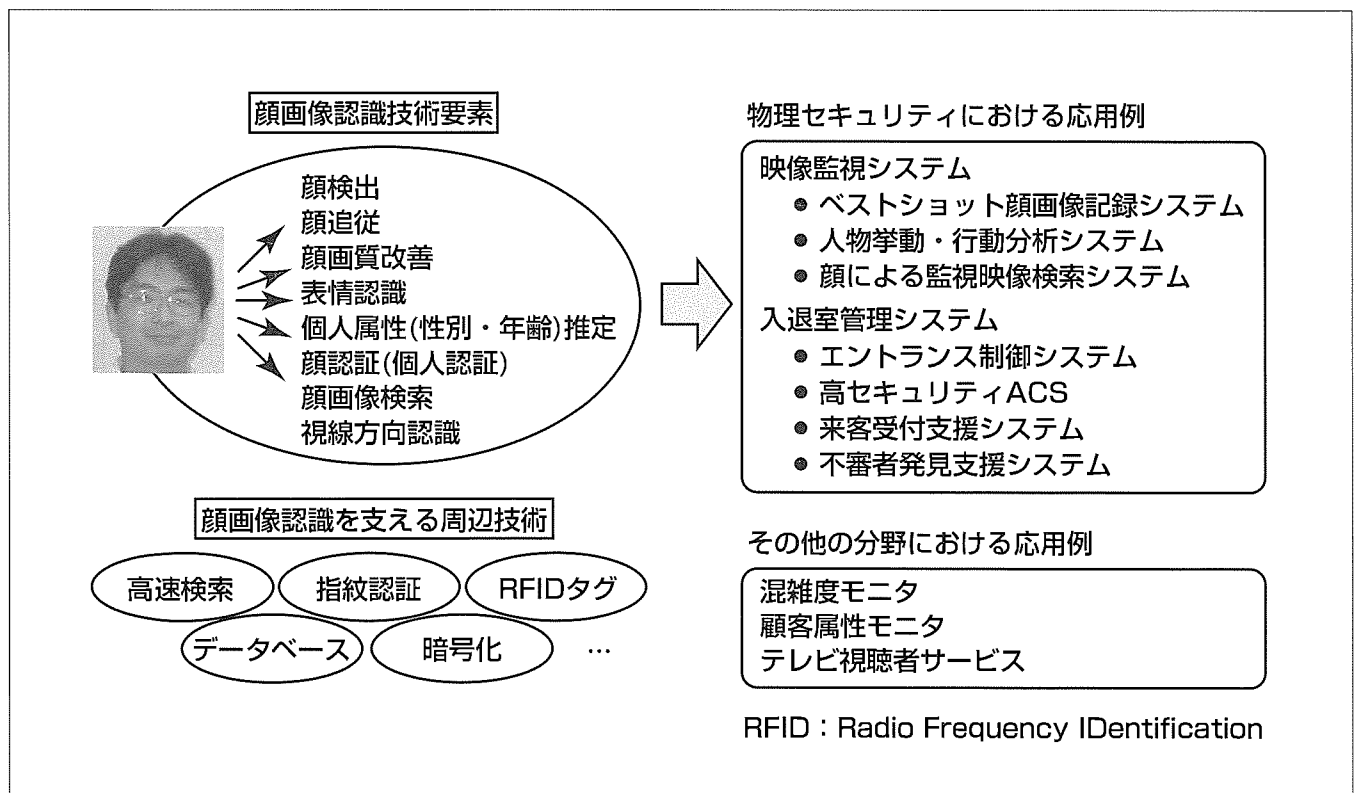 顔画像認識技術要素
顔検出
顔追従
顔画質改善
表情認識
個人属性(性別・年齢)推定
顔認証(個人認証)
顔画像検索
視線方向認識
顔画像認識を支える周辺技術
高速検索
指紋認証
RFIDタグ
データベース
暗号化
…
物理セキュリティにおける応用例
映像監視システム
● ベストショット顔画像記録システム
● 人物挙動・行動分析システム
● 顔による監視映像検索システム
入退室管理システム
● エントランス制御システム
● 高セキュリティACS
● 来客受付支援システム
● 不審者発見支援システム
その他の分野における応用例
混雑度モニタ
顧客属性モニタ
テレビ視聴者サービス
RFID：Radio Frequency IDentification